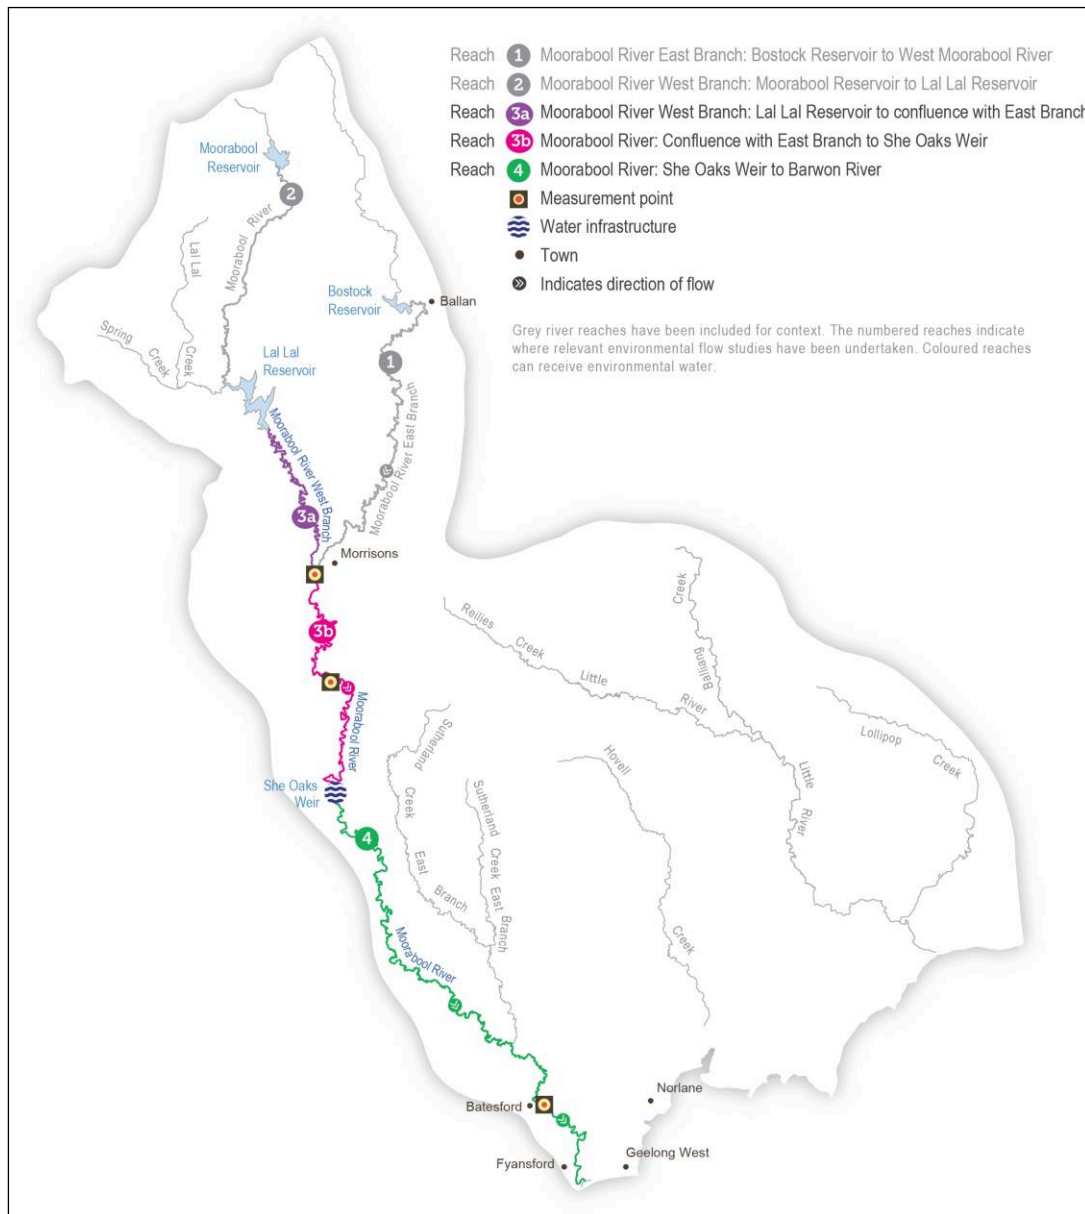 Reach 1 Moorabool River East Branch: Bostock Reservoir to West Moorabool River
Reach 2 Moorabool River West Branch: Moorabool Reservoir to Lal Lal Reservoir
Reach 3a Moorabool River West Branch: Lal Lal Reservoir to confluence with East Branch
Reach 3b Moorabool River: Confluence with East Branch to She Oaks Weir
Reach 4 Moorabool River: She Oaks Weir to Barwon River
Measurement point
Water infrastructure
Town
Indicates direction of flow
Grey river reaches have been included for context. The numbered reaches indicate
where relevant environmental flow studies have been undertaken. Coloured reaches
can receive environmental water.
Moorabool
Reservoir
2
Moorabool River
Lal Lal
Creek
Spring
Creek
Bostock
Reservoir
Ballan
Lal Lal
Reservoir
1
Moorabool River East Branch
Moorabool River West Branch
3a
Morrisons
3b
Moorabool River
Reilies
Creek
Little
River
Creek
Balliang
Lollipop
Creek
Little
River
Sutherland
Creek
East
Branch
Sutherland
Creek East Branch
Hovell
Creek
She Oaks
Weir
4
Moorabool River
Batesford
Norlane
Fyansford
Geelong West